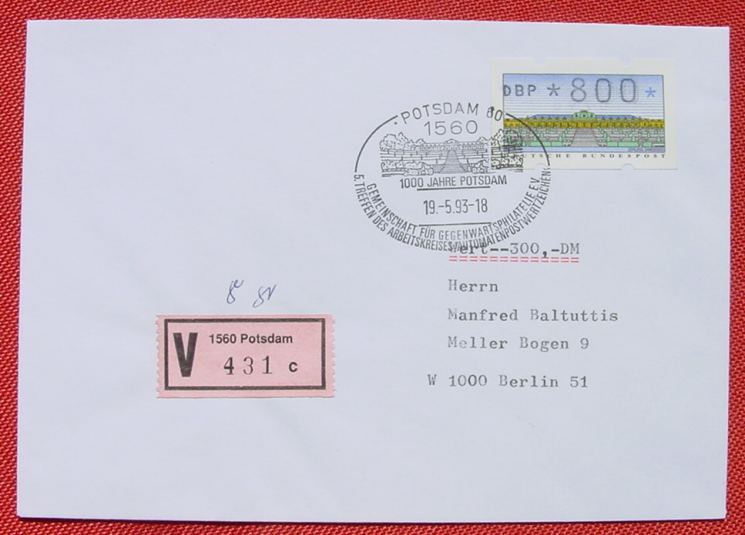 DBP *800*
DEUTSCHE BUNDESPOST
POTSDAM 80
1560
1000 JAHRE POTSDAM
19.-5.93-18
GEMEINSCHAFT FÜR GEGENWARTSPHILATELIE E.V.
5. TREFFEN DES ARBEITSKREISES AUTOMATENPOSTWERTZEICHEN
Wert--300,-DM
Herrn
Manfred Baltuttis
Meller Bogen 9
W 1000 Berlin 51
V 1560 Potsdam
431 c